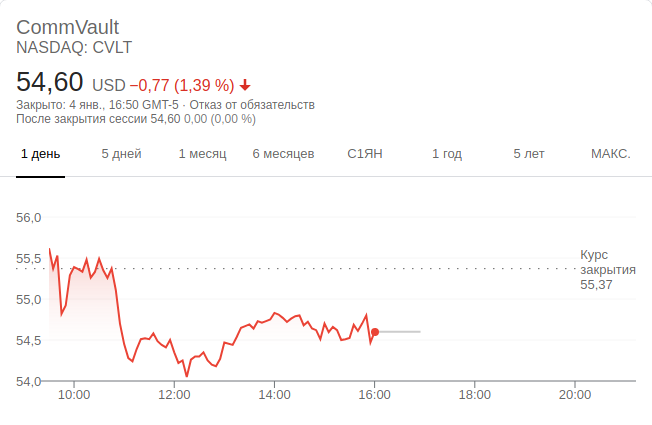 CommVault
NASDAQ: CVLT
54,60 USD −0,77 (1,39 %)
Закрыто: 4 янв., 16:50 GMT-5 · Отказ от обязательств
После закрытия сессии 54,60 0,00 (0,00 %)
1 день 5 дней 1 месяц 6 месяцев С1ЯН 1 год 5 лет МАКС.
56,0
55,5
55,0
54,5
54,0
Курс
закрытия
55,37
10:00 12:00 14:00 16:00 18:00 20:00